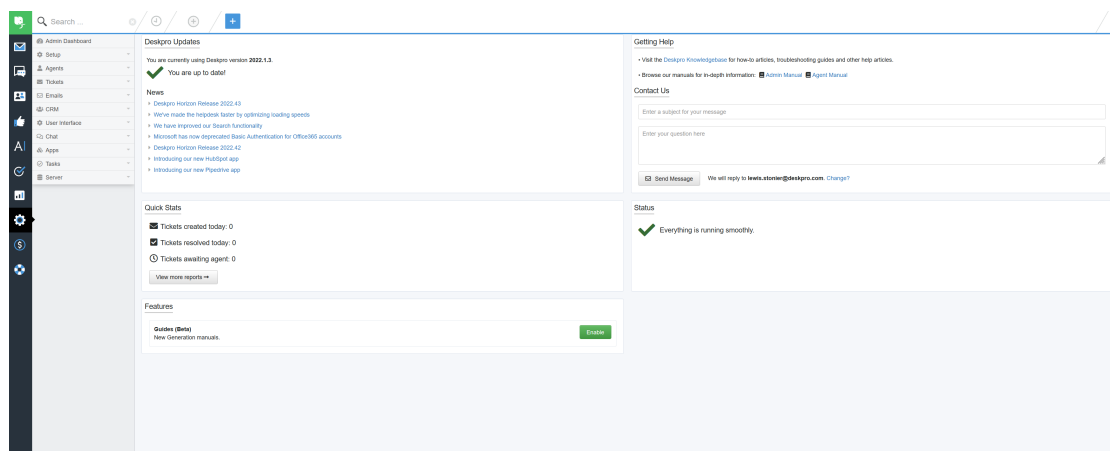 Search ...
Admin Dashboard
Setup
Agents
Tickets
Emails
CRM
User Interface
Chat
Apps
Tasks
Server
Deskpro Updates
You are currently using Deskpro version 2022.1.3.
You are up to date!
News
Deskpro Horizon Release 2022.43
We've made the helpdesk faster by optimizing loading speeds
We have improved our Search functionality
Microsoft has now deprecated Basic Authentication for Office365 accounts
Deskpro Horizon Release 2022.42
Introducing our new HubSpot app
Introducing our new Pipedrive app
Getting Help
• Visit the Deskpro Knowledgebase for how-to articles, troubleshooting guides and other help articles.
• Browse our manuals for in-depth information: Admin Manual Agent Manual
Contact Us
Enter a subject for your message
Enter your question here
Send Message We will reply to lewis.stonier@deskpro.com. Change?
Quick Stats
Tickets created today: 0
Tickets resolved today: 0
Tickets awaiting agent: 0
View more reports ⇒
Status
Everything is running smoothly.
Features
Guides (Beta)
New Generation manuals.
Enable